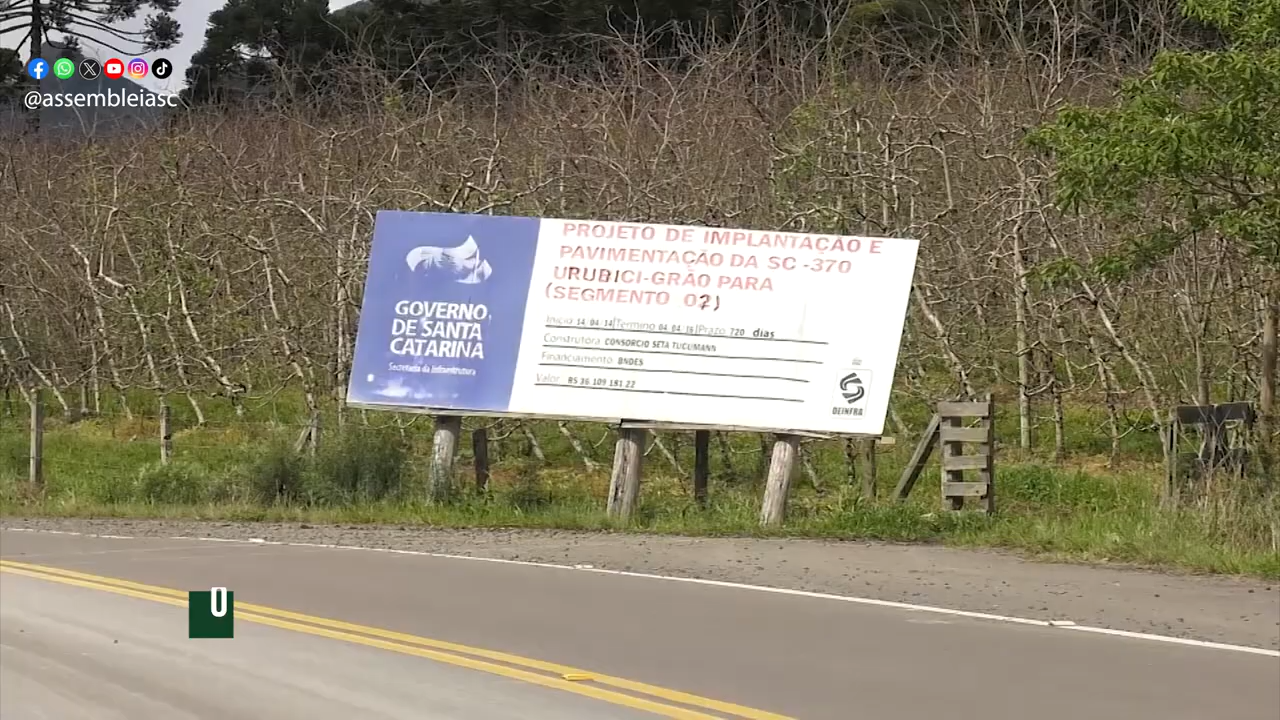 @assembleiasc
GOVERNO
DE SANTA
CATARINA
Secretaria da Infraestrutura
PROJETO DE IMPLANTAÇÃO E
PAVIMENTAÇÃO DA SC -370
URUBICI-GRÃO PARA
(SEGMENTO 02)
Início 14 04 14 Término 04 04 16 Prazo 720 dias
Construtora CONSORCIO SETA TUCUMANN
Financiamento BNDES
Valor R$ 36 109 181 22
DEINFRA
0